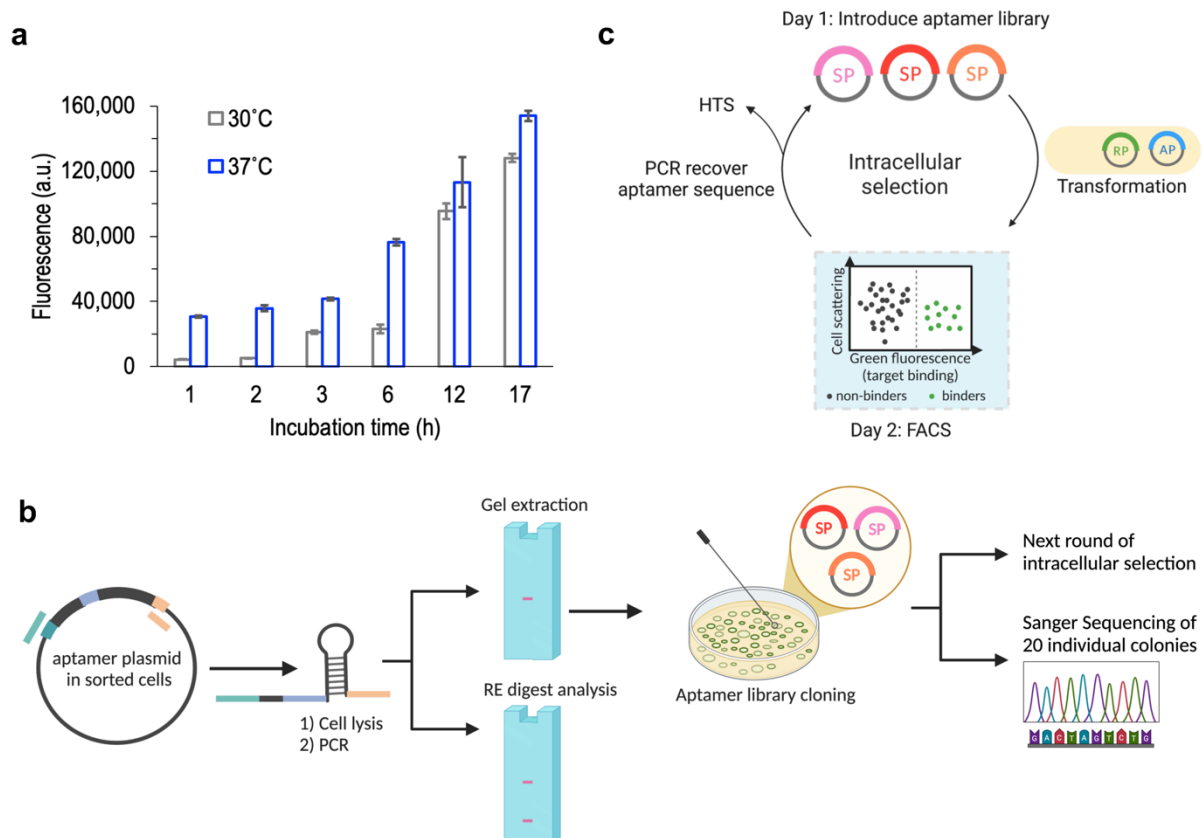 a
160,000
120,000
80,000
40,000
0
Fluorescence (a.u.)
30˚C
37˚C
1 2 3 6 12 17
Incubation time (h)
c
Day 1: Introduce aptamer library
SP SP SP
HTS
PCR recover
aptamer sequence
Intracellular
selection
RP AP
Transformation
Cell scattering
Green fluorescence
(target binding)
non-binders binders
Day 2: FACS
b
aptamer plasmid
in sorted cells
1) Cell lysis
2) PCR
Gel extraction
RE digest analysis
SP SP
SP
Aptamer library cloning
Next round of
intracellular selection
Sanger Sequencing of
20 individual colonies
G A C T A G T C T G